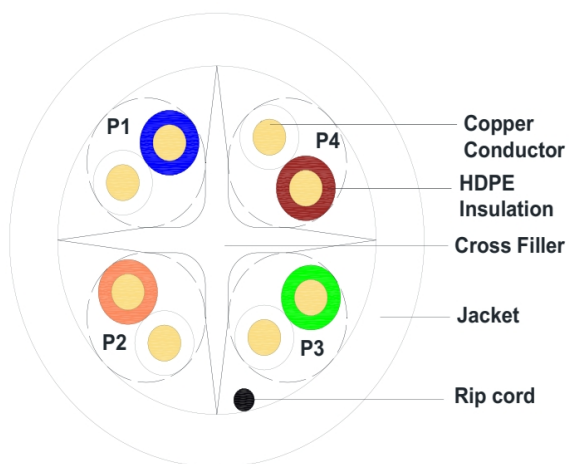 P1
P4
Copper
Conductor
HDPE
Insulation
Cross Filler
P2
P3
Jacket
Rip cord